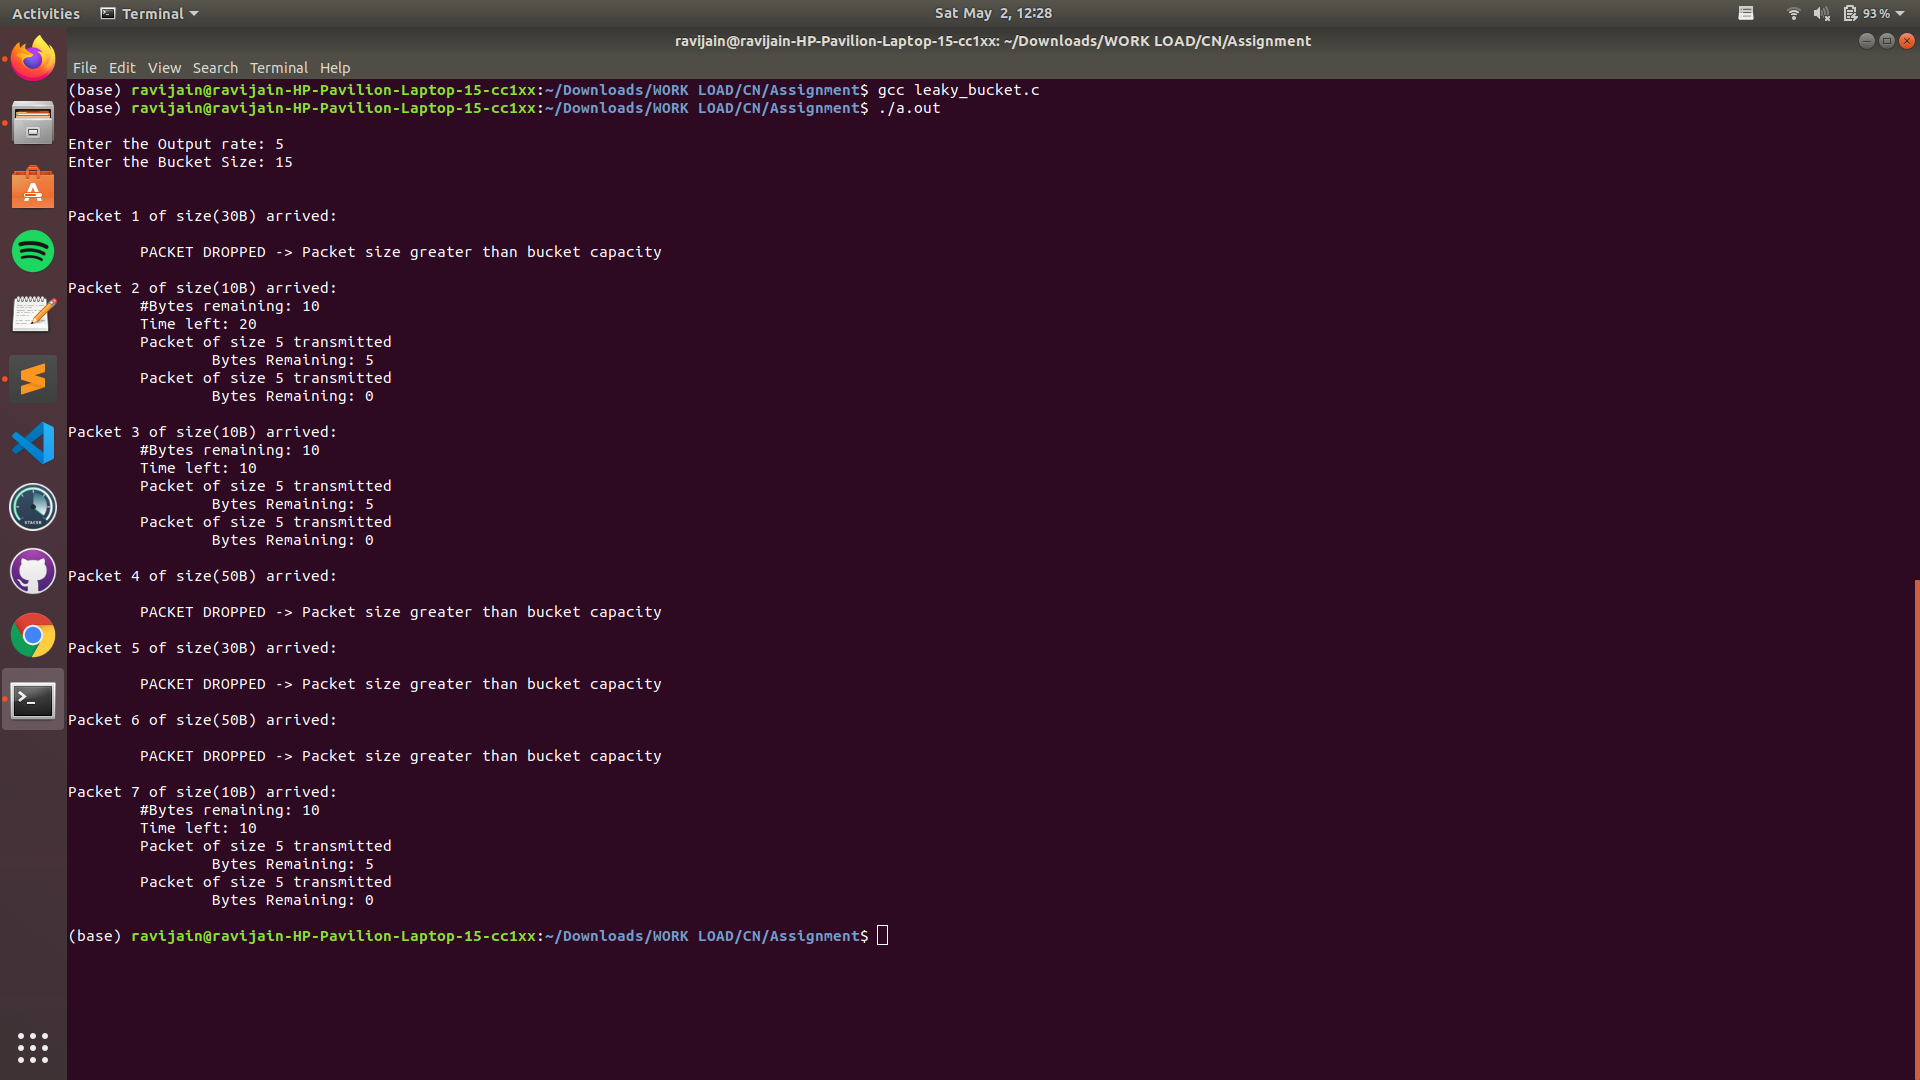 Activities Terminal Sat May 2, 12:28 93 %
ravijain@ravijain-HP-Pavilion-Laptop-15-cc1xx: ~/Downloads/WORK LOAD/CN/Assignment
File Edit View Search Terminal Help
(base) ravijain@ravijain-HP-Pavilion-Laptop-15-cc1xx:~/Downloads/WORK LOAD/CN/Assignment$ gcc leaky_bucket.c
(base) ravijain@ravijain-HP-Pavilion-Laptop-15-cc1xx:~/Downloads/WORK LOAD/CN/Assignment$ ./a.out
Enter the Output rate: 5
Enter the Bucket Size: 15
Packet 1 of size(30B) arrived:
PACKET DROPPED -> Packet size greater than bucket capacity
Packet 2 of size(10B) arrived:
#Bytes remaining: 10
Time left: 20
Packet of size 5 transmitted
Bytes Remaining: 5
Packet of size 5 transmitted
Bytes Remaining: 0
Packet 3 of size(10B) arrived:
#Bytes remaining: 10
Time left: 10
Packet of size 5 transmitted
Bytes Remaining: 5
Packet of size 5 transmitted
Bytes Remaining: 0
Packet 4 of size(50B) arrived:
PACKET DROPPED -> Packet size greater than bucket capacity
Packet 5 of size(30B) arrived:
PACKET DROPPED -> Packet size greater than bucket capacity
Packet 6 of size(50B) arrived:
PACKET DROPPED -> Packet size greater than bucket capacity
Packet 7 of size(10B) arrived:
#Bytes remaining: 10
Time left: 10
Packet of size 5 transmitted
Bytes Remaining: 5
Packet of size 5 transmitted
Bytes Remaining: 0
(base) ravijain@ravijain-HP-Pavilion-Laptop-15-cc1xx:~/Downloads/WORK LOAD/CN/Assignment$
STACER